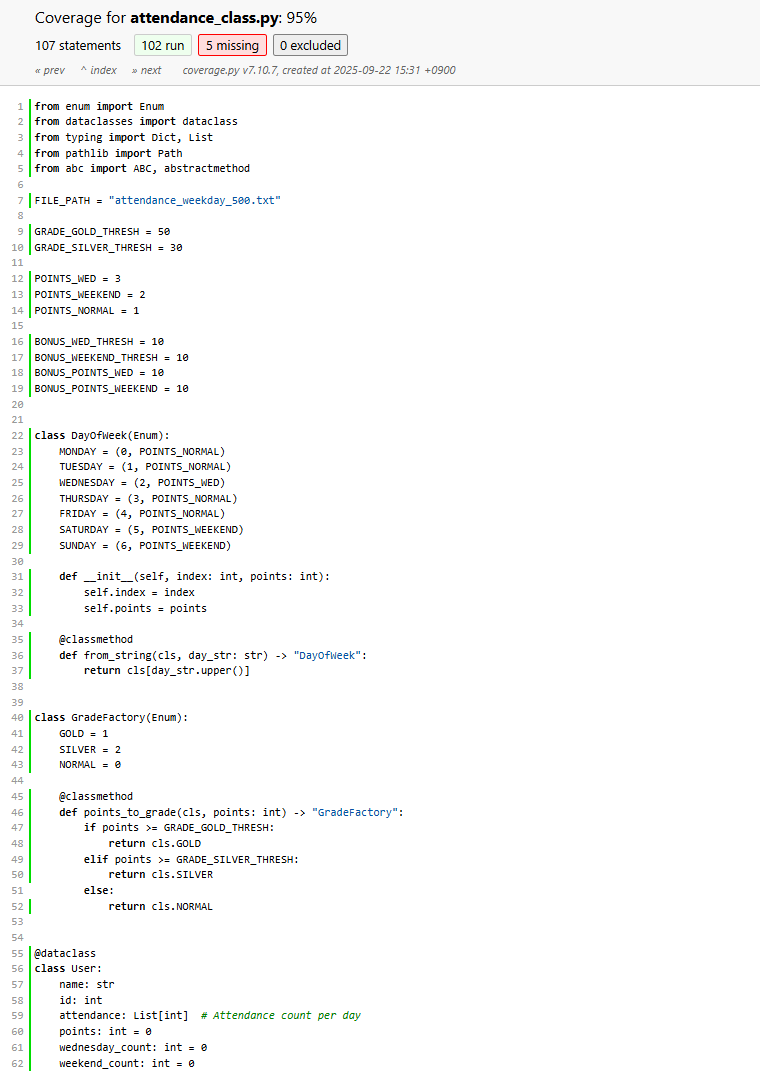 Coverage for attendance_class.py: 95%
107 statements 102 run 5 missing 0 excluded
« prev ^ index » next coverage.py v7.10.7, created at 2025-09-22 15:31 +0900
1 from enum import Enum
2 from dataclasses import dataclass
3 from typing import Dict, List
4 from pathlib import Path
5 from abc import ABC, abstractmethod
6
7 FILE_PATH = "attendance_weekday_500.txt"
8
9 GRADE_GOLD_THRESH = 50
10 GRADE_SILVER_THRESH = 30
11
12 POINTS_WED = 3
13 POINTS_WEEKEND = 2
14 POINTS_NORMAL = 1
15
16 BONUS_WED_THRESH = 10
17 BONUS_WEEKEND_THRESH = 10
18 BONUS_POINTS_WED = 10
19 BONUS_POINTS_WEEKEND = 10
20
21
22 class DayOfWeek(Enum):
23     MONDAY = (0, POINTS_NORMAL)
24     TUESDAY = (1, POINTS_NORMAL)
25     WEDNESDAY = (2, POINTS_WED)
26     THURSDAY = (3, POINTS_NORMAL)
27     FRIDAY = (4, POINTS_NORMAL)
28     SATURDAY = (5, POINTS_WEEKEND)
29     SUNDAY = (6, POINTS_WEEKEND)
30
31     def __init__(self, index: int, points: int):
32         self.index = index
33         self.points = points
34
35     @classmethod
36     def from_string(cls, day_str: str) -> "DayOfWeek":
37         return cls[day_str.upper()]
38
39
40 class GradeFactory(Enum):
41     GOLD = 1
42     SILVER = 2
43     NORMAL = 0
44
45     @classmethod
46     def points_to_grade(cls, points: int) -> "GradeFactory":
47         if points >= GRADE_GOLD_THRESH:
48             return cls.GOLD
49         elif points >= GRADE_SILVER_THRESH:
50             return cls.SILVER
51         else:
52             return cls.NORMAL
53
54
55 @dataclass
56 class User:
57     name: str
58     id: int
59     attendance: List[int]  # Attendance count per day
60     points: int = 0
61     wednesday_count: int = 0
62     weekend_count: int = 0